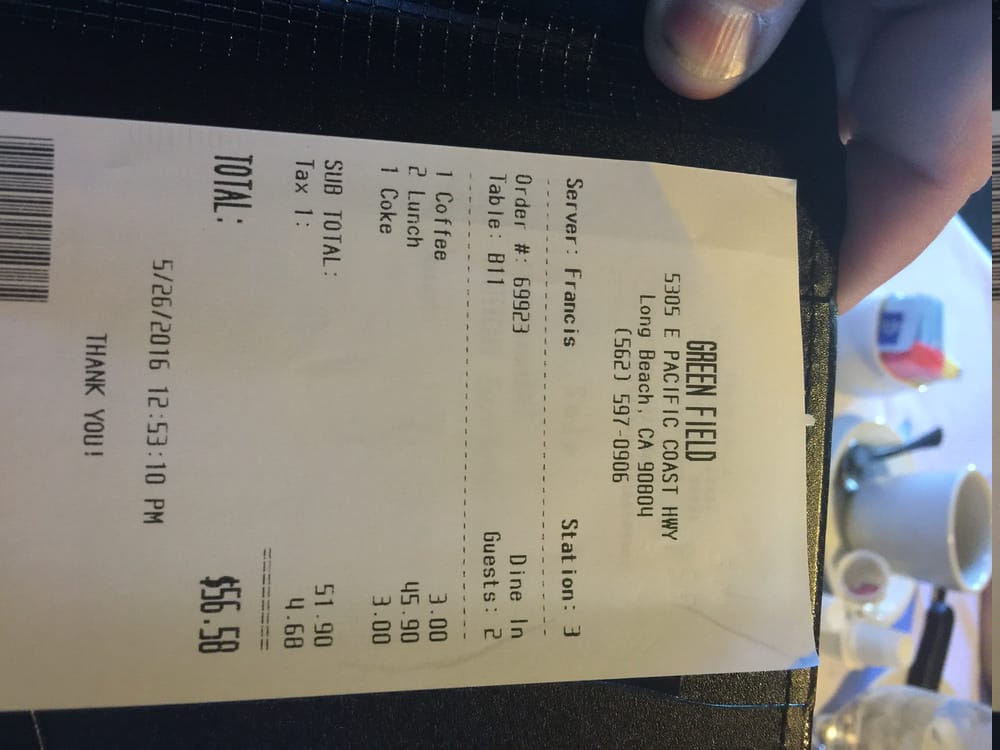 GREEN FIELD
5305 E PACIFIC COAST HWY
Long Beach, CA 90804
(562) 597-0906
Server: Francis Station: 3
Order #: 69923 Dine In
Table: B11 Guests: 2
1 Coffee 3.00
2 Lunch 45.90
1 Coke 3.00
SUB TOTAL: 51.90
Tax 1: 4.68
=======
TOTAL: $56.58
5/26/2016 12:53:10 PM
THANK YOU!